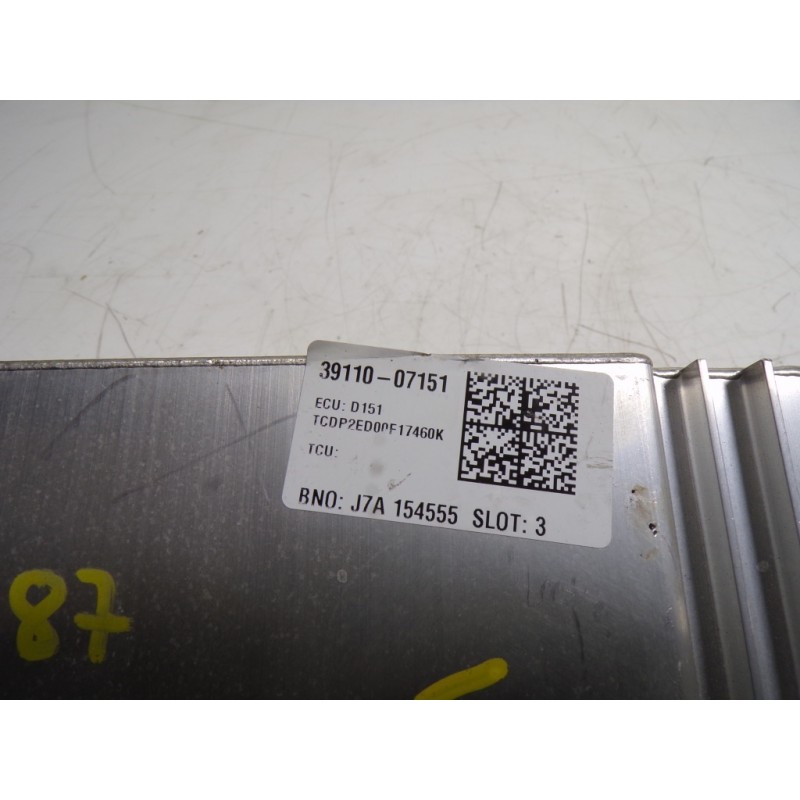 39110-07151
ECU: D151
TCDP2ED00F17460K
TCU:
BNO: J7A 154555 SLOT: 3
87